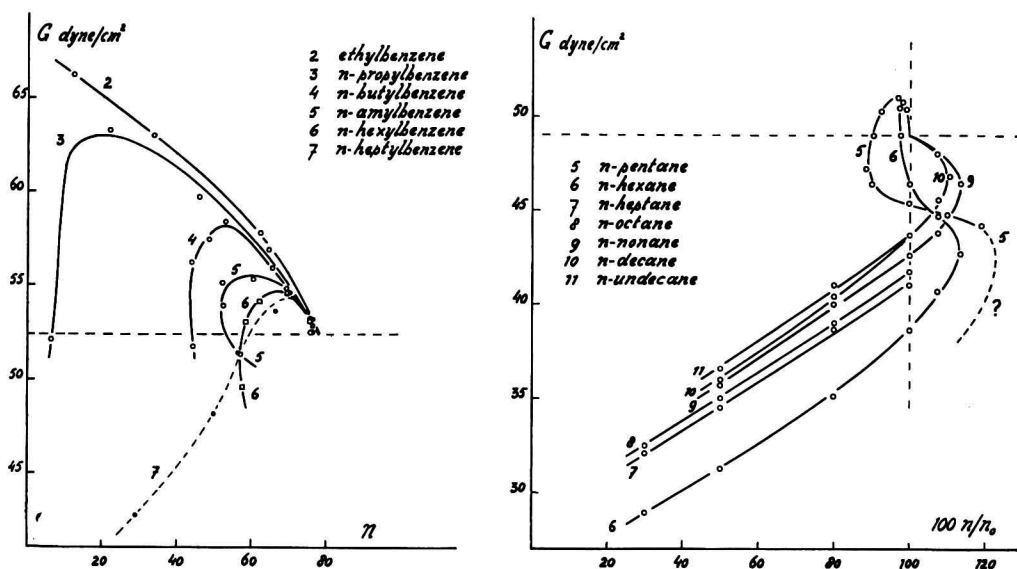 G dyne/cm²
2 ethylbenzene
3 n-propylbenzene
4 n-butylbenzene
5 n-amylbenzene
6 n-hexylbenzene
7 n-heptylbenzene
65
60
55
50
45
2
3
4
5
6
5
6
7
n
0 20 40 60 80
G dyne/cm²
5 n-pentane
6 n-hexane
7 n-heptane
8 n-octane
9 n-nonane
10 n-decane
11 n-undecane
50
45
40
35
30
5
6
10
9
5
?
11
10
9
8
7
6
100 n/n₀
0 20 40 60 80 100 120